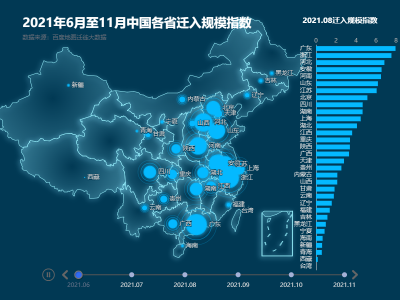 2021年6月至11月中国各省迁入规模指数
数据来源：百度地图迁徙大数据
2021.08迁入规模指数
0 1 2 3 4 5 6 7 8
广东
浙江
河北
安徽
河南
山东
江苏
北京
四川
湖南
上海
湖北
江西
重庆
陕西
广西
天津
贵州
内蒙古
山西
甘肃
云南
辽宁
福建
吉林
黑龙江
宁夏
海南
新疆
青海
西藏
台湾
新疆
西藏
青海
甘肃
宁夏
内蒙古
黑龙江
吉林
辽宁
北京
天津
河北
山西
山东
陕西
河南
安徽
江苏
上海
浙江
湖北
重庆
四川
湖南
江西
贵州
云南
广西
广东
福建
台湾
海南
2021.06 2021.07 2021.08 2021.09 2021.10 2021.11